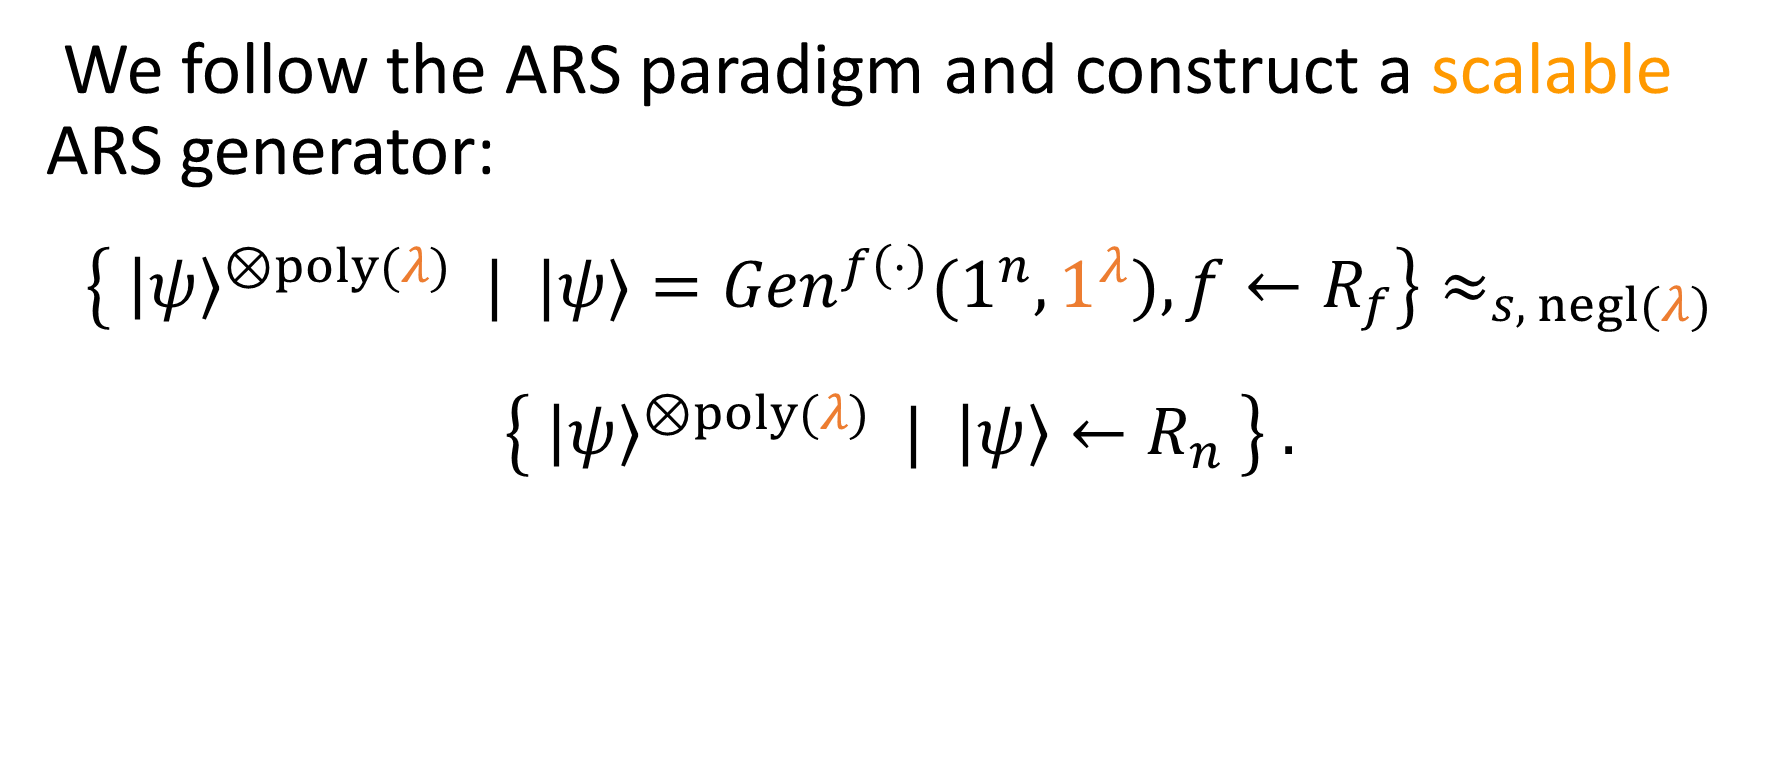 We follow the ARS paradigm and construct a scalable
ARS generator:
{ |ψ⟩^{⊗poly(λ)} | |ψ⟩ = Gen^{f(·)}(1^n, 1^λ), f ← R_f} ≈_{s, negl(λ)}
{ |ψ⟩^{⊗poly(λ)} | |ψ⟩ ← R_n } .